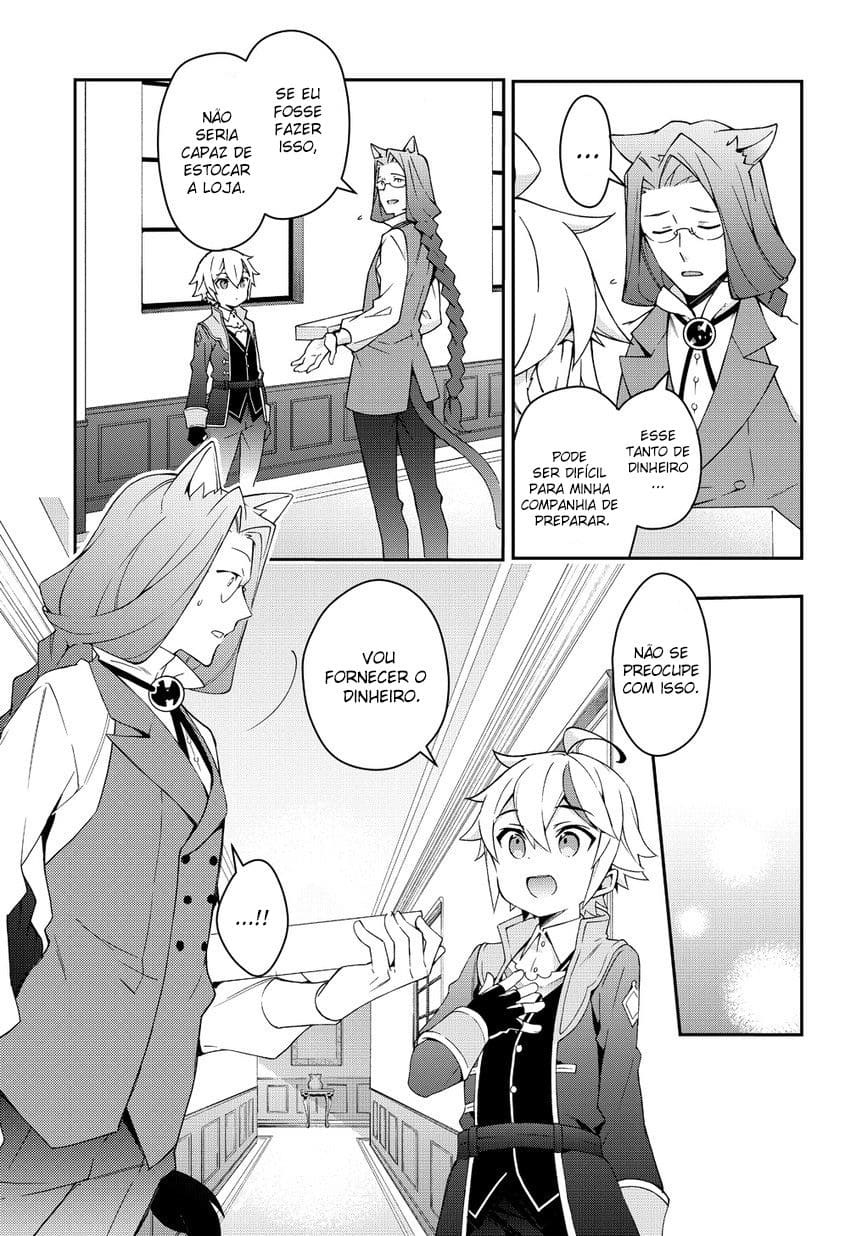 ...
ESSE
TANTO DE
DINHEIRO
...
PODE
SER DIFÍCIL
PARA MINHA
COMPANHIA DE
PREPARAR.
SE EU
FOSSE
FAZER
ISSO,
NÃO
SERIA
CAPAZ DE
ESTOCAR
A LOJA.
NÃO SE
PREOCUPE
COM ISSO.
VOU
FORNECER O
DINHEIRO.
...!!